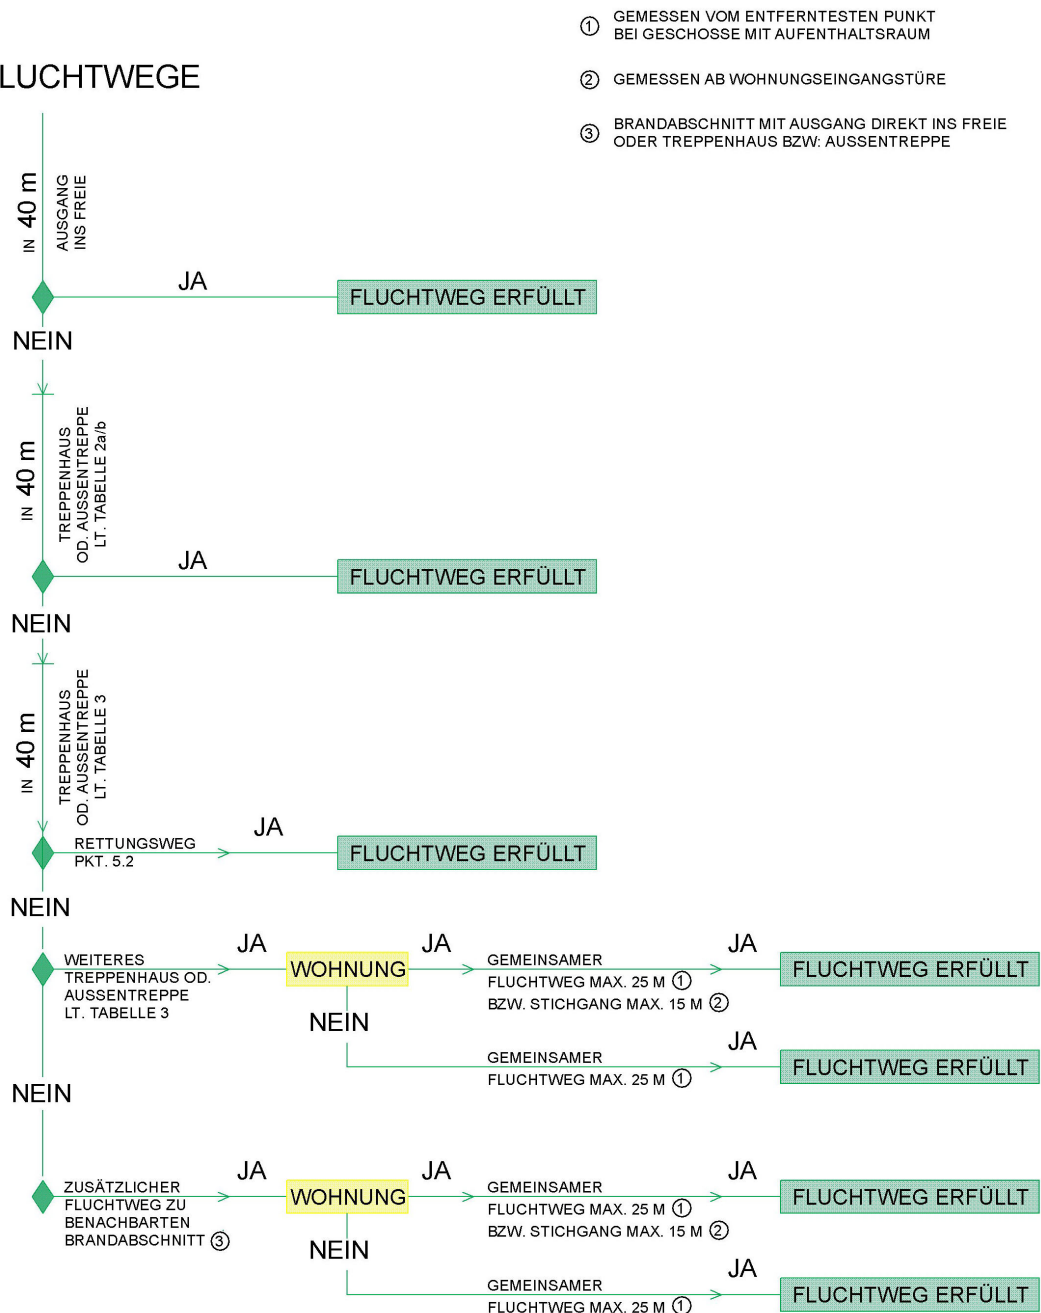 ① GEMESSEN VOM ENTFERNTESTEN PUNKT
BEI GESCHOSSE MIT AUFENTHALTSRAUM
LUCHTWEGE
② GEMESSEN AB WOHNUNGSEINGANGSTÜRE
③ BRANDABSCHNITT MIT AUSGANG DIREKT INS FREIE
ODER TREPPENHAUS BZW: AUSSENTREPPE
IN 40 m
AUSGANG
INS FREIE
JA
FLUCHTWEG ERFÜLLT
NEIN
IN 40 m
TREPPENHAUS
OD. AUSSENTREPPE
LT. TABELLE 2a/b
JA
FLUCHTWEG ERFÜLLT
NEIN
IN 40 m
TREPPENHAUS
OD. AUSSENTREPPE
LT. TABELLE 3
RETTUNGSWEG
PKT. 5.2
JA
FLUCHTWEG ERFÜLLT
NEIN
WEITERES
TREPPENHAUS OD.
AUSSENTREPPE
LT. TABELLE 3
JA
WOHNUNG
JA
GEMEINSAMER
FLUCHTWEG MAX. 25 M ①
BZW. STICHGANG MAX. 15 M ②
JA
FLUCHTWEG ERFÜLLT
NEIN
GEMEINSAMER
FLUCHTWEG MAX. 25 M ①
JA
FLUCHTWEG ERFÜLLT
NEIN
ZUSÄTZLICHER
FLUCHTWEG ZU
BENACHBARTEN
BRANDABSCHNITT ③
JA
WOHNUNG
JA
GEMEINSAMER
FLUCHTWEG MAX. 25 M ①
BZW. STICHGANG MAX. 15 M ②
JA
FLUCHTWEG ERFÜLLT
NEIN
GEMEINSAMER
FLUCHTWEG MAX. 25 M ①
JA
FLUCHTWEG ERFÜLLT